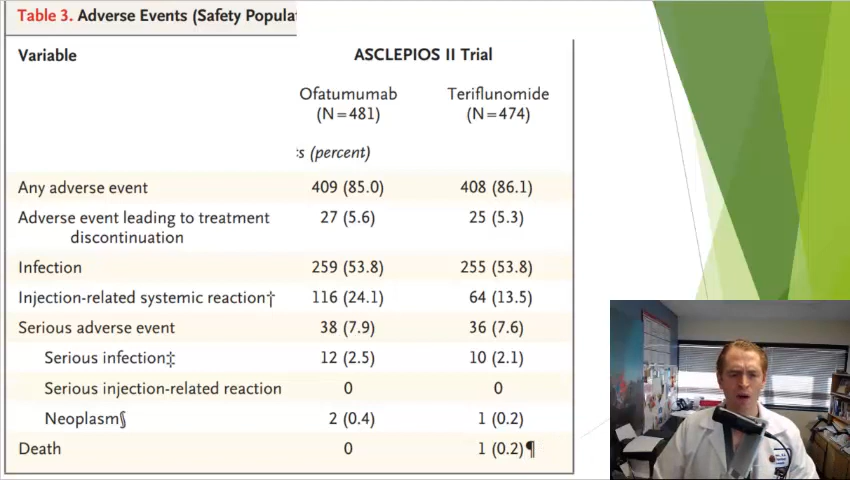 Table 3. Adverse Events (Safety Popula
Variable ASCLEPIOS II Trial
Ofatumumab Teriflunomide
(N=481) (N=474)
s (percent)
Any adverse event 409 (85.0) 408 (86.1)
Adverse event leading to treatment 27 (5.6) 25 (5.3)
discontinuation
Infection 259 (53.8) 255 (53.8)
Injection-related systemic reaction† 116 (24.1) 64 (13.5)
Serious adverse event 38 (7.9) 36 (7.6)
Serious infection‡ 12 (2.5) 10 (2.1)
Serious injection-related reaction 0 0
Neoplasm§ 2 (0.4) 1 (0.2)
Death 0 1 (0.2)¶